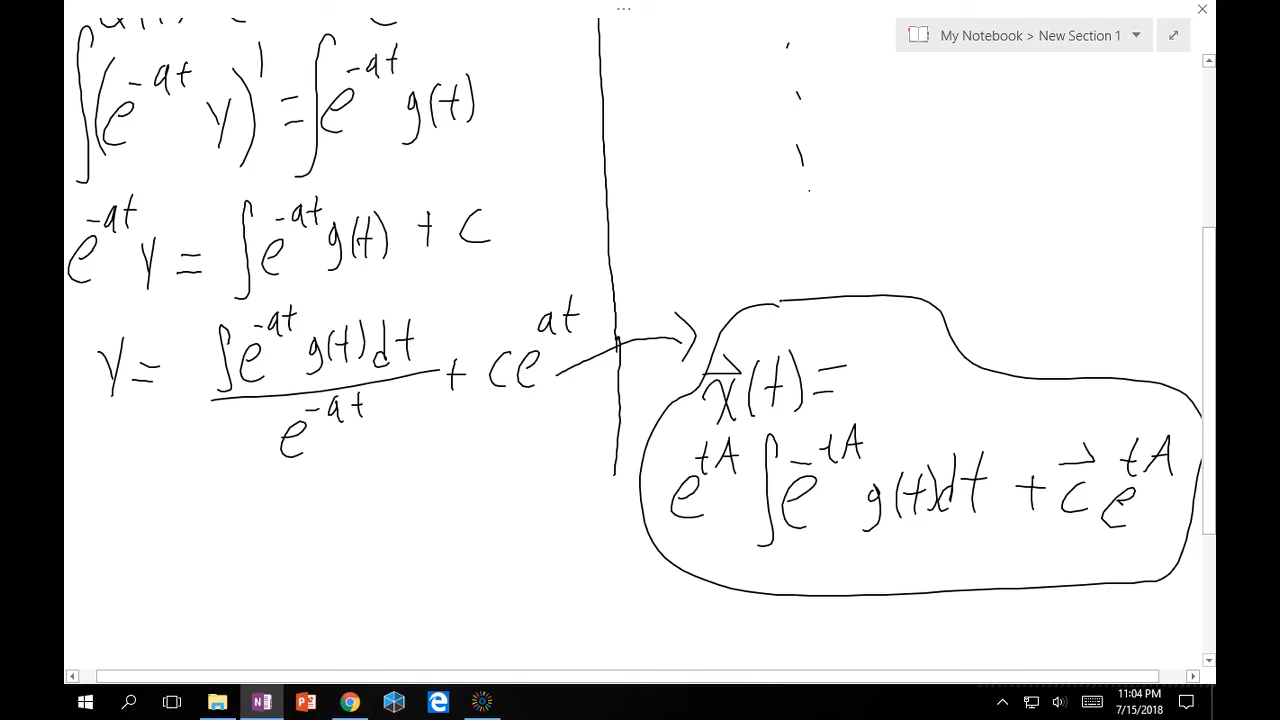 My Notebook > New Section 1
∫(e^{-at} y)' = ∫e^{-at} g(t)
e^{-at} y = ∫e^{-at} g(t) + c
y = ∫e^{-at} g(t)dt / e^{-at} + ce^{at}
x⃗(t) =
e^{tA} ∫e^{-tA} g(t)dt + c⃗ e^{tA}
11:04 PM
7/15/2018